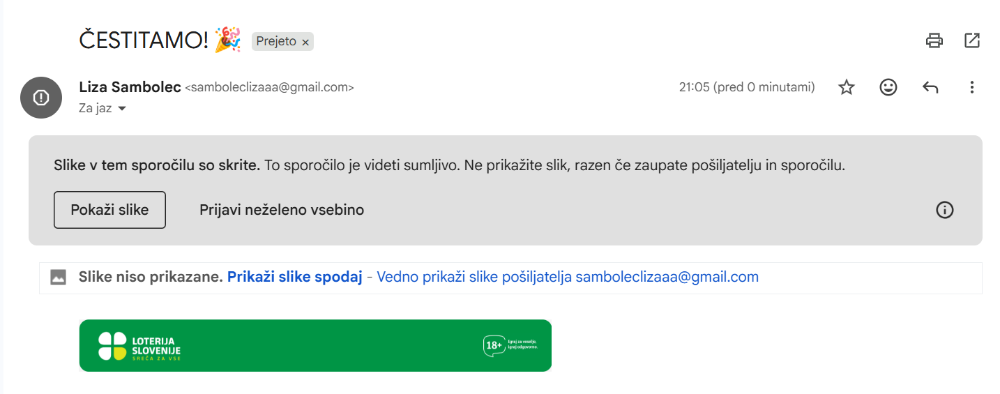 ČESTITAMO! 🎉 Prejeto ×
Liza Sambolec <samboleclizaaa@gmail.com> 21:05 (pred 0 minutami)
Za jaz
Slike v tem sporočilu so skrite. To sporočilo je videti sumljivo. Ne prikažite slik, razen če zaupate pošiljatelju in sporočilu.
Pokaži slike Prijavi neželeno vsebino
Slike niso prikazane. Prikaži slike spodaj - Vedno prikaži slike pošiljatelja samboleclizaaa@gmail.com
LOTERIJA
SLOVENIJE
SREČA ZA VSE
18+
Igraj za veselje,
igraj odgovorno.